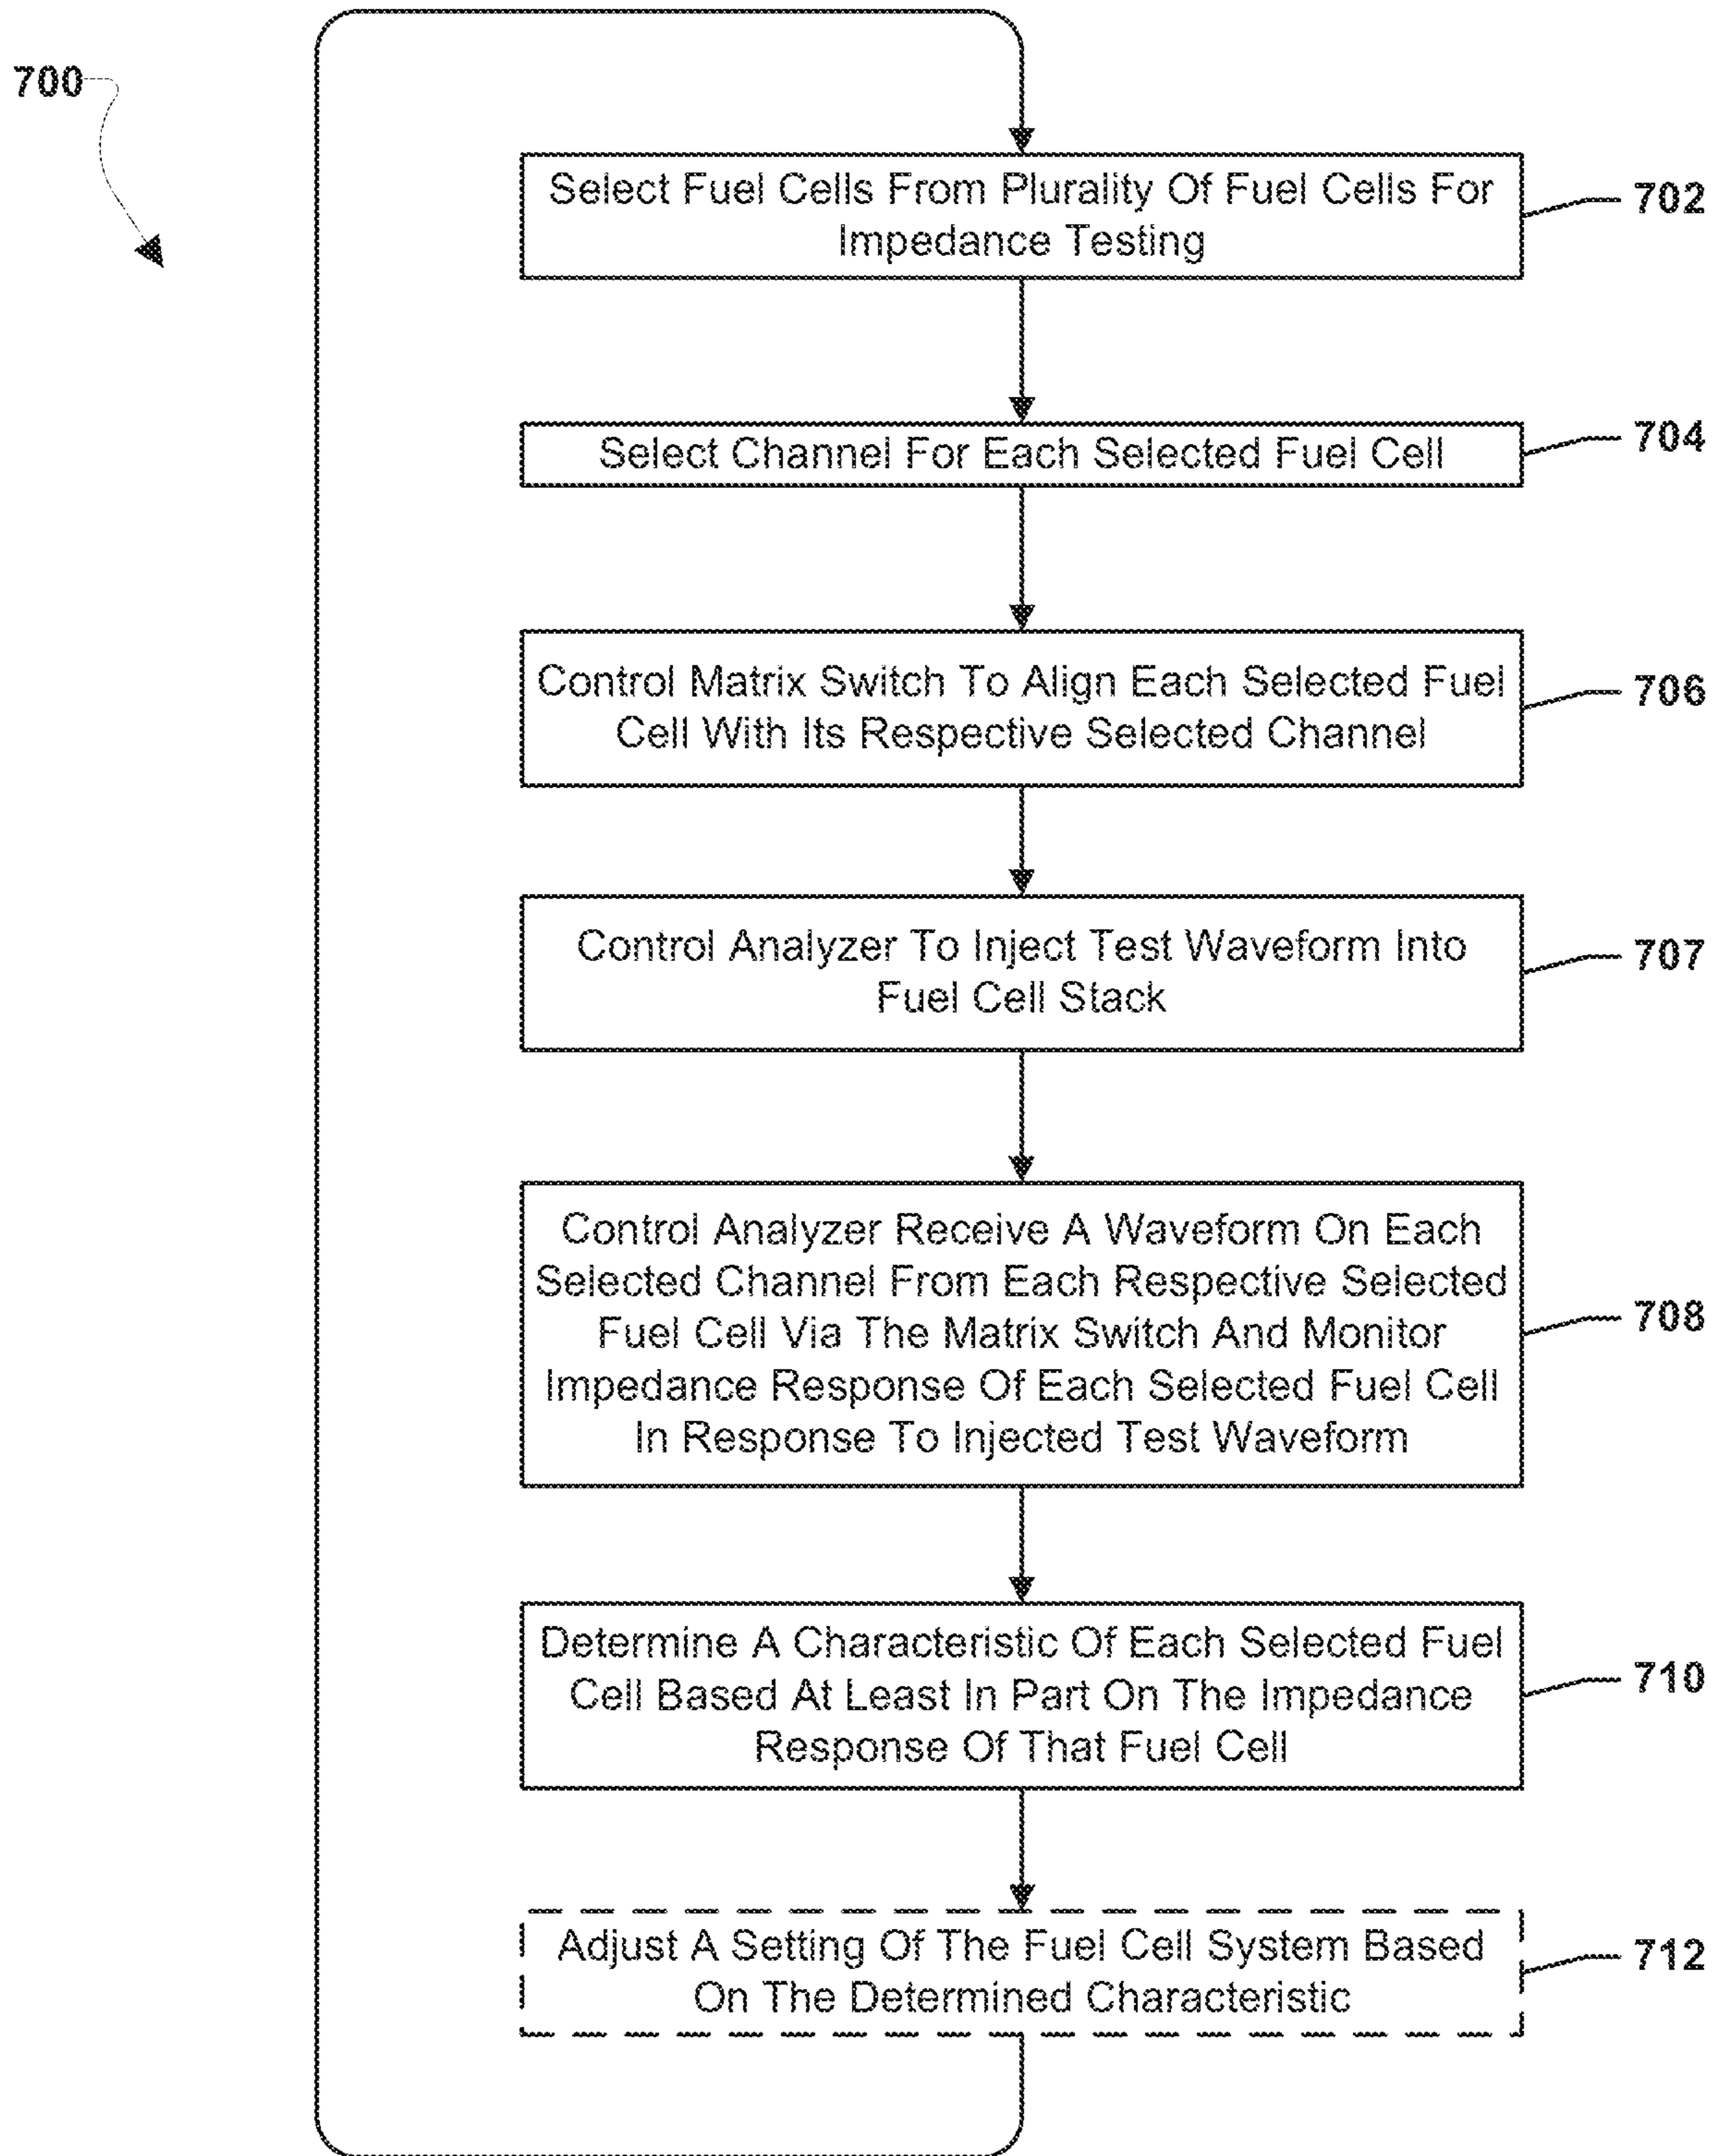 700
Select Fuel Cells From Plurality Of Fuel Cells For
Impedance Testing
702
Select Channel For Each Selected Fuel Cell
704
Control Matrix Switch To Align Each Selected Fuel
Cell With Its Respective Selected Channel
706
Control Analyzer To Inject Test Waveform Into
Fuel Cell Stack
707
Control Analyzer Receive A Waveform On Each
Selected Channel From Each Respective Selected
Fuel Cell Via The Matrix Switch And Monitor
Impedance Response Of Each Selected Fuel Cell
In Response To Injected Test Waveform
708
Determine A Characteristic Of Each Selected Fuel
Cell Based At Least In Part On The Impedance
Response Of That Fuel Cell
710
Adjust A Setting Of The Fuel Cell System Based
On The Determined Characteristic
712